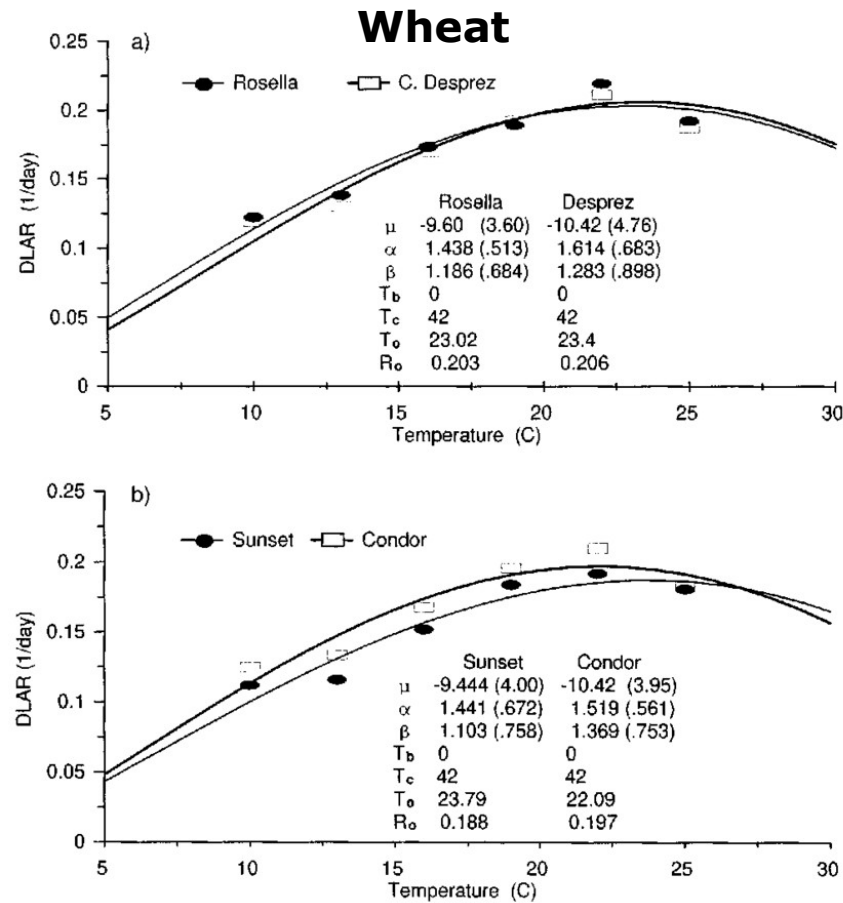 Wheat
a)
Rosella C. Desprez
DLAR (1/day)
0.25
0.2
0.15
0.1
0.05
0
Rosella Desprez
μ -9.60 (3.60) -10.42 (4.76)
α 1.438 (.513) 1.614 (.683)
β 1.186 (.684) 1.283 (.898)
Tb 0 0
Tc 42 42
To 23.02 23.4
Ro 0.203 0.206
5 10 15 20 25 30
Temperature (C)
b)
Sunset Condor
DLAR (1/day)
0.25
0.2
0.15
0.1
0.05
0
Sunset Condor
μ -9.444 (4.00) -10.42 (3.95)
α 1.441 (.672) 1.519 (.561)
β 1.103 (.758) 1.369 (.753)
Tb 0 0
Tc 42 42
To 23.79 22.09
Ro 0.188 0.197
5 10 15 20 25 30
Temperature (C)